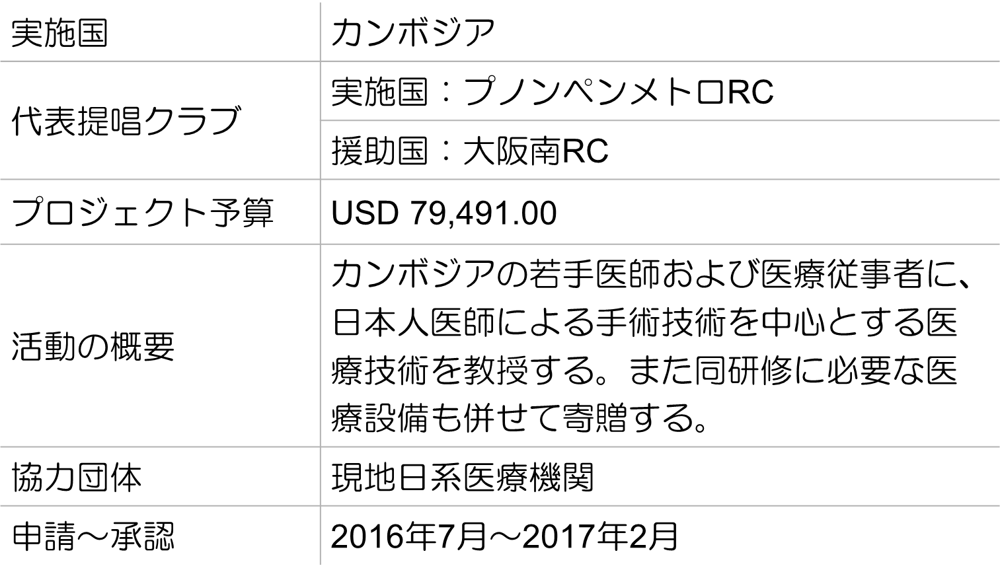 実施国
カンボジア
代表提唱クラブ
実施国：プノンペンメトロRC
援助国：大阪南RC
プロジェクト予算
USD 79,491.00
活動の概要
カンボジアの若手医師および医療従事者に、
日本人医師による手術技術を中心とする医
療技術を教授する。また同研修に必要な医
療設備も併せて寄贈する。
協力団体
現地日系医療機関
申請～承認
2016年7月～2017年2月